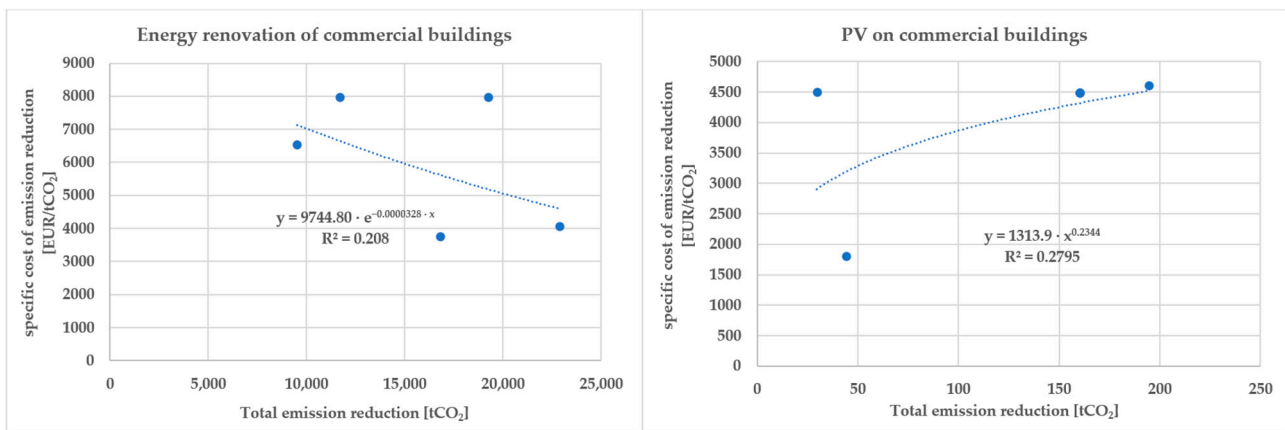 Energy renovation of commercial buildings
specific cost of emission reduction
[EUR/tCO₂]
9000
8000
7000
6000
5000
4000
3000
2000
1000
0
y = 9744.80 · e^−0.0000328 · x
R² = 0.208
0 5,000 10,000 15,000 20,000 25,000
Total emission reduction [tCO₂]
PV on commercial buildings
specific cost of emission reduction
[EUR/tCO₂]
5000
4500
4000
3500
3000
2500
2000
1500
1000
500
0
y = 1313.9 · x^0.2344
R² = 0.2795
0 50 100 150 200 250
Total emission reduction [tCO₂]